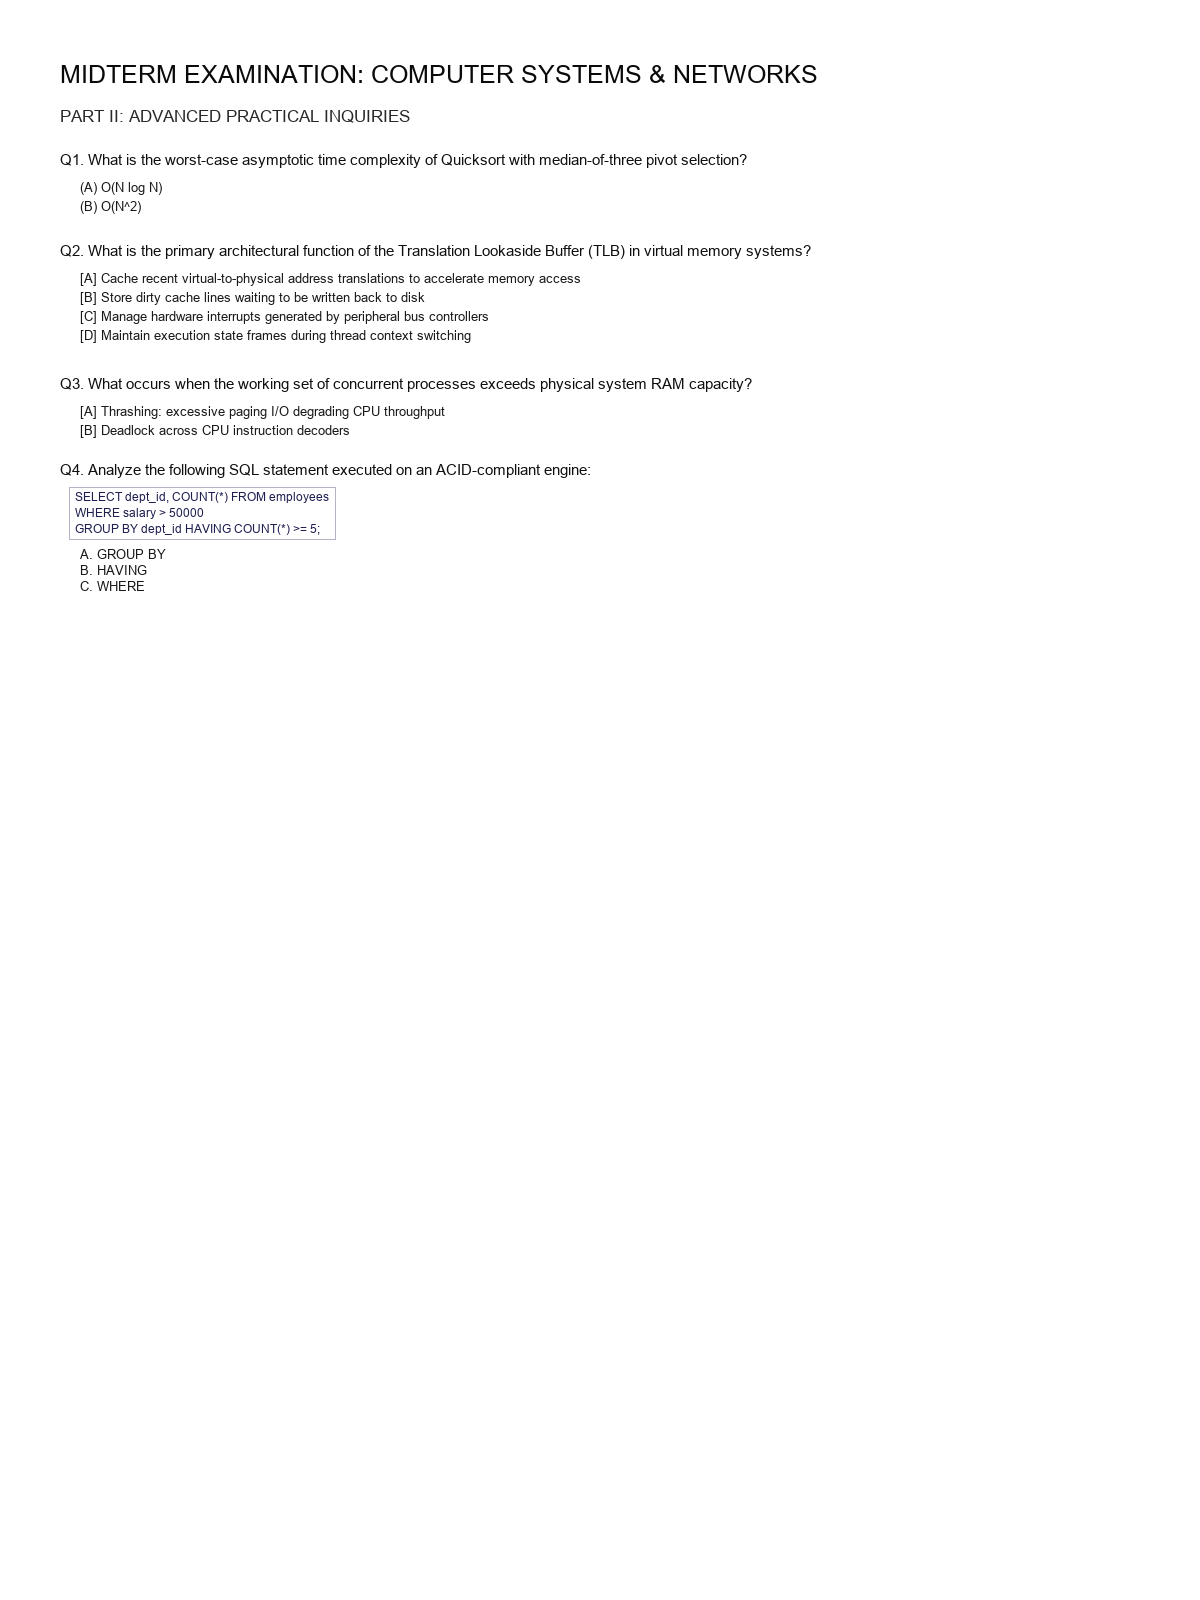 MIDTERM EXAMINATION: COMPUTER SYSTEMS & NETWORKS
PART II: ADVANCED PRACTICAL INQUIRIES
Q1. What is the worst-case asymptotic time complexity of Quicksort with median-of-three pivot selection?
(A) O(N log N)
(B) O(N^2)
Q2. What is the primary architectural function of the Translation Lookaside Buffer (TLB) in virtual memory systems?
[A] Cache recent virtual-to-physical address translations to accelerate memory access
[B] Store dirty cache lines waiting to be written back to disk
[C] Manage hardware interrupts generated by peripheral bus controllers
[D] Maintain execution state frames during thread context switching
Q3. What occurs when the working set of concurrent processes exceeds physical system RAM capacity?
[A] Thrashing: excessive paging I/O degrading CPU throughput
[B] Deadlock across CPU instruction decoders
Q4. Analyze the following SQL statement executed on an ACID-compliant engine:
SELECT dept_id, COUNT(*) FROM employees
WHERE salary > 50000
GROUP BY dept_id HAVING COUNT(*) >= 5;
A. GROUP BY
B. HAVING
C. WHERE